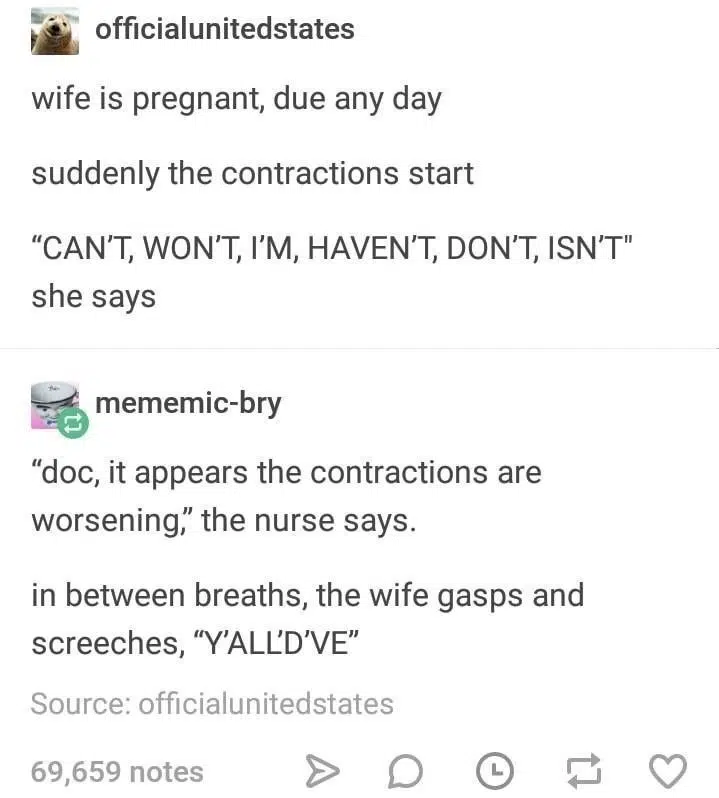 officialunitedstates
wife is pregnant, due any day
suddenly the contractions start
“CAN’T, WON’T, I’M, HAVEN’T, DON’T, ISN’T"
she says
mememic-bry
“doc, it appears the contractions are
worsening,” the nurse says.
in between breaths, the wife gasps and
screeches, “Y’ALL’D’VE”
Source: officialunitedstates
69,659 notes